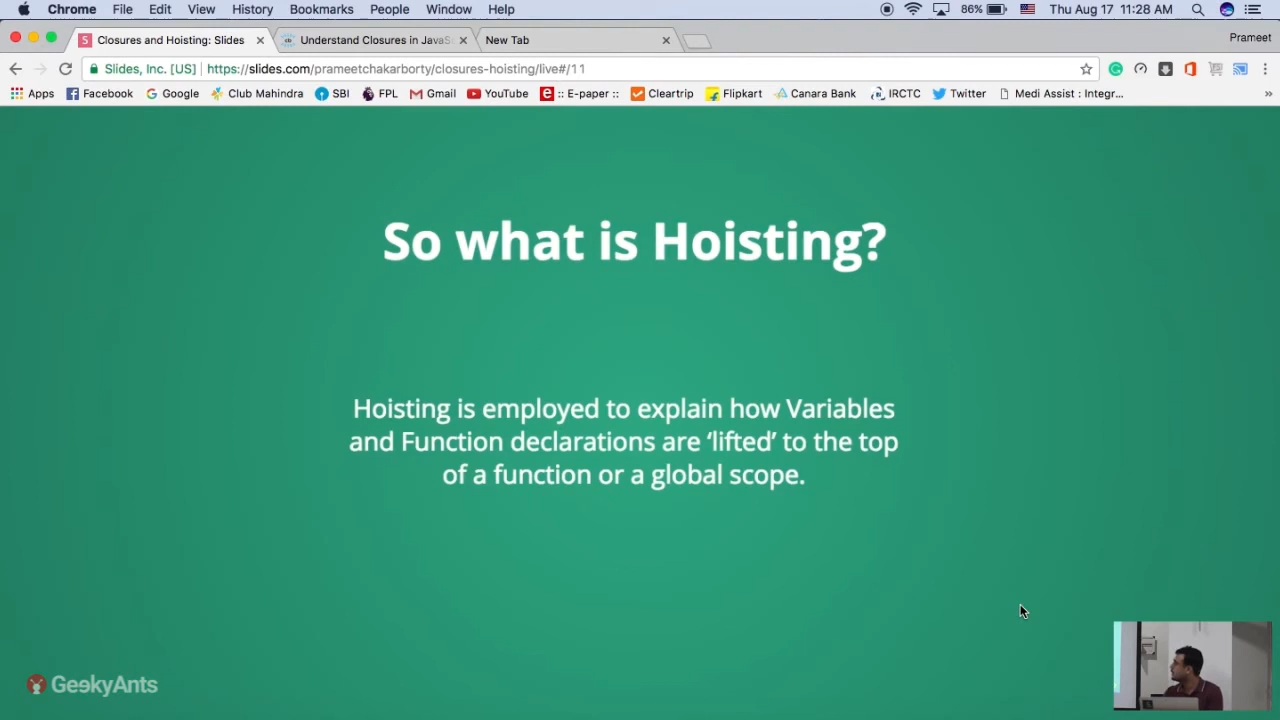 Chrome File Edit View History Bookmarks People Window Help 86% Thu Aug 17 11:28 AM
Closures and Hoisting: Slides Understand Closures in JavaSc New Tab Prameet
Slides, Inc. [US] https://slides.com/prameetchakarborty/closures-hoisting/live#/11
Apps Facebook Google Club Mahindra SBI FPL Gmail YouTube :: E-paper :: Cleartrip Flipkart Canara Bank IRCTC Twitter Medi Assist : Integr... »
So what is Hoisting?
Hoisting is employed to explain how Variables
and Function declarations are ‘lifted’ to the top
of a function or a global scope.
GeekyAnts